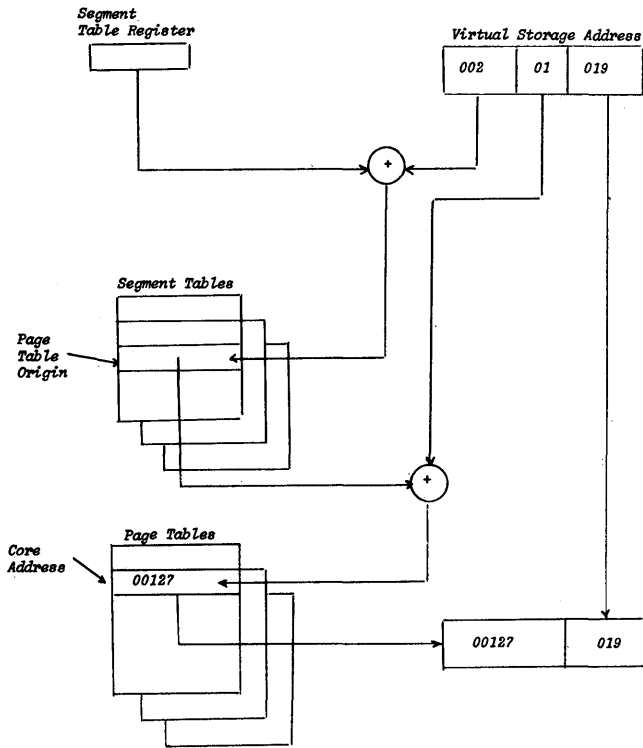 Segment
Table Register
Virtual Storage Address
002 01 019
+
Segment Tables
Page
Table
Origin
+
Page Tables
Core
Address
00127
00127 019